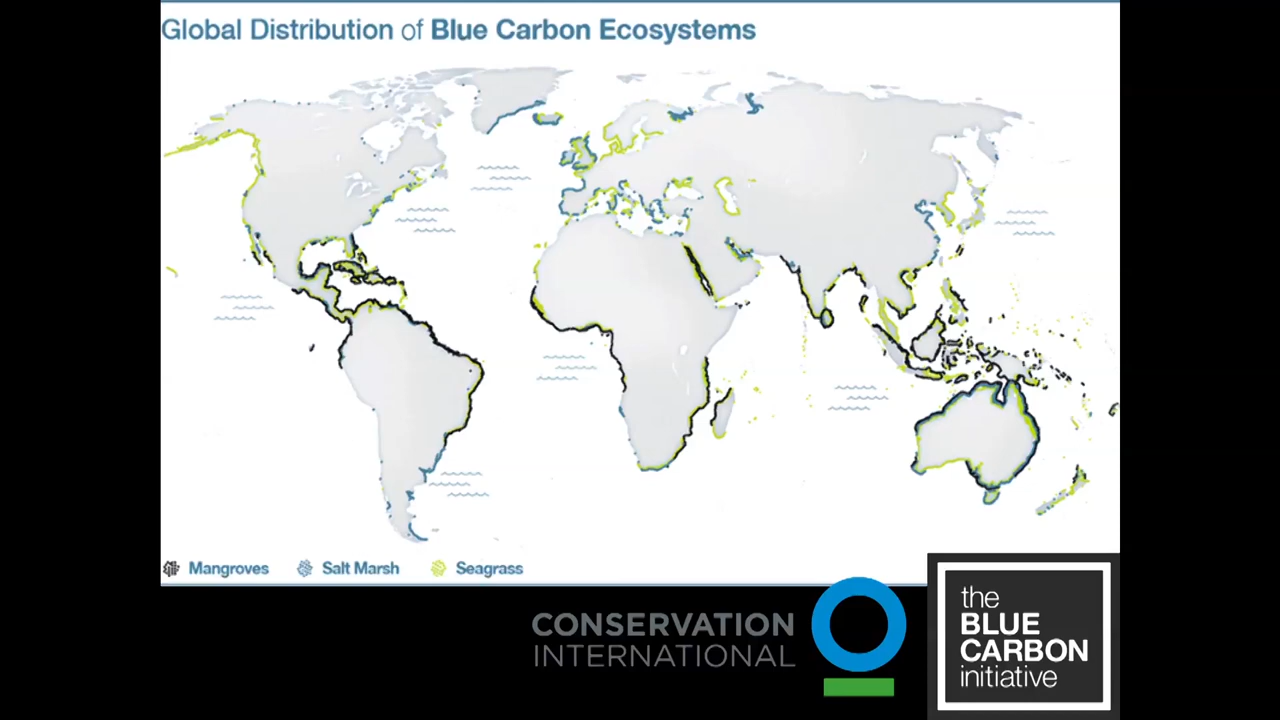 Global Distribution of Blue Carbon Ecosystems
Mangroves
Salt Marsh
Seagrass
CONSERVATION
INTERNATIONAL
the
BLUE
CARBON
initiative